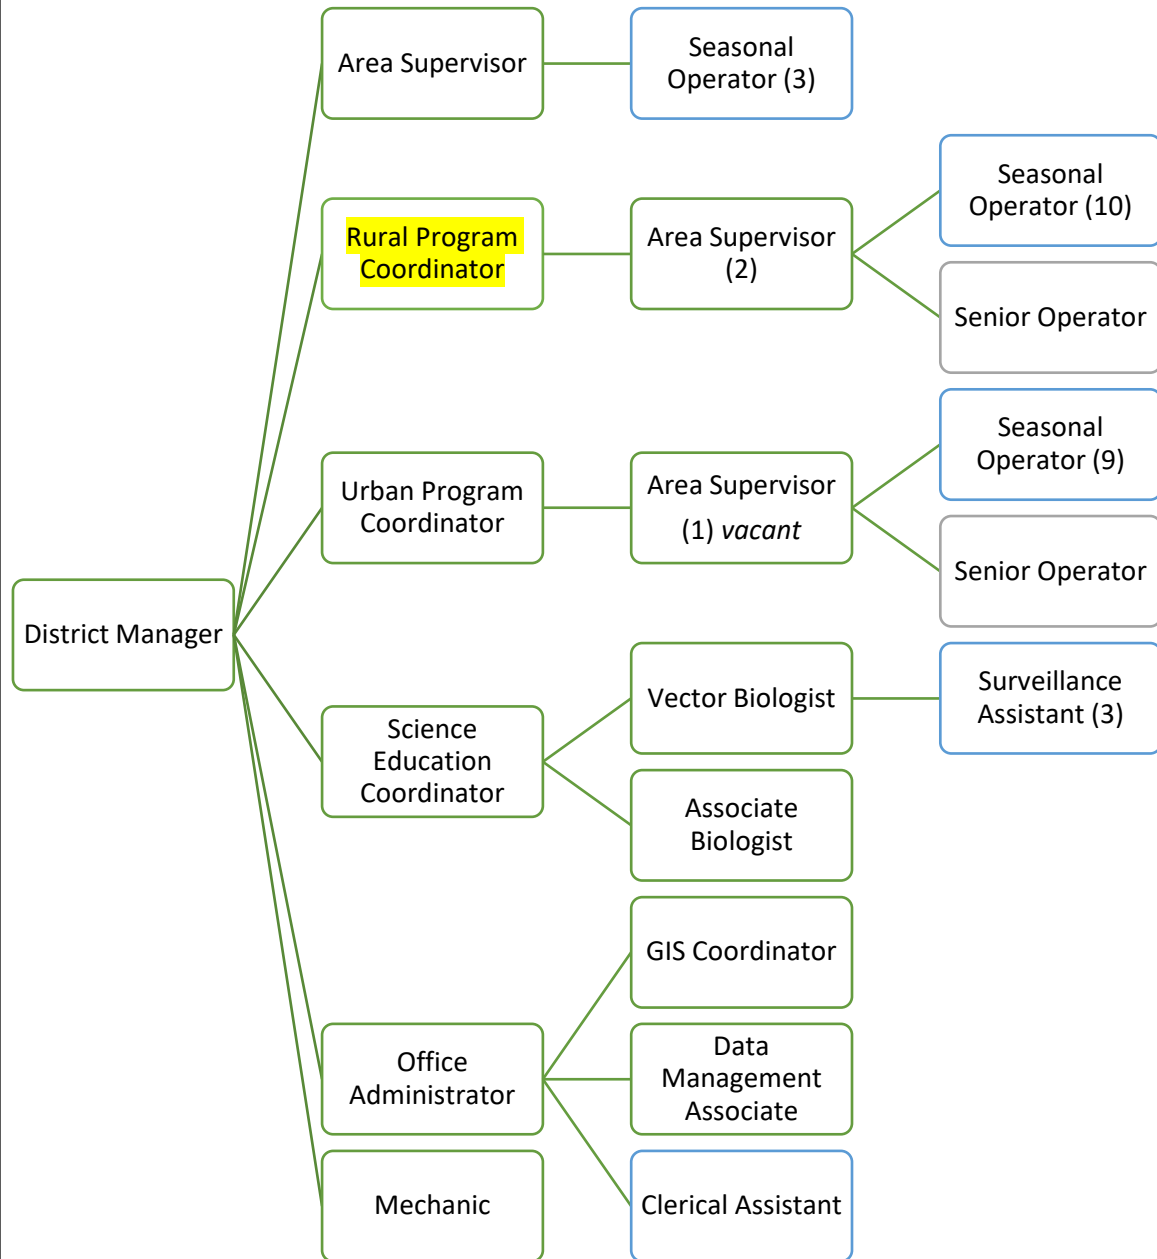 Area Supervisor
Seasonal
Operator (3)
Rural Program
Coordinator
Area Supervisor
(2)
Seasonal
Operator (10)
Senior Operator
Urban Program
Coordinator
Area Supervisor
(1) vacant
Seasonal
Operator (9)
Senior Operator
District Manager
Science
Education
Coordinator
Vector Biologist
Surveillance
Assistant (3)
Associate
Biologist
Office
Administrator
GIS Coordinator
Data
Management
Associate
Clerical Assistant
Mechanic